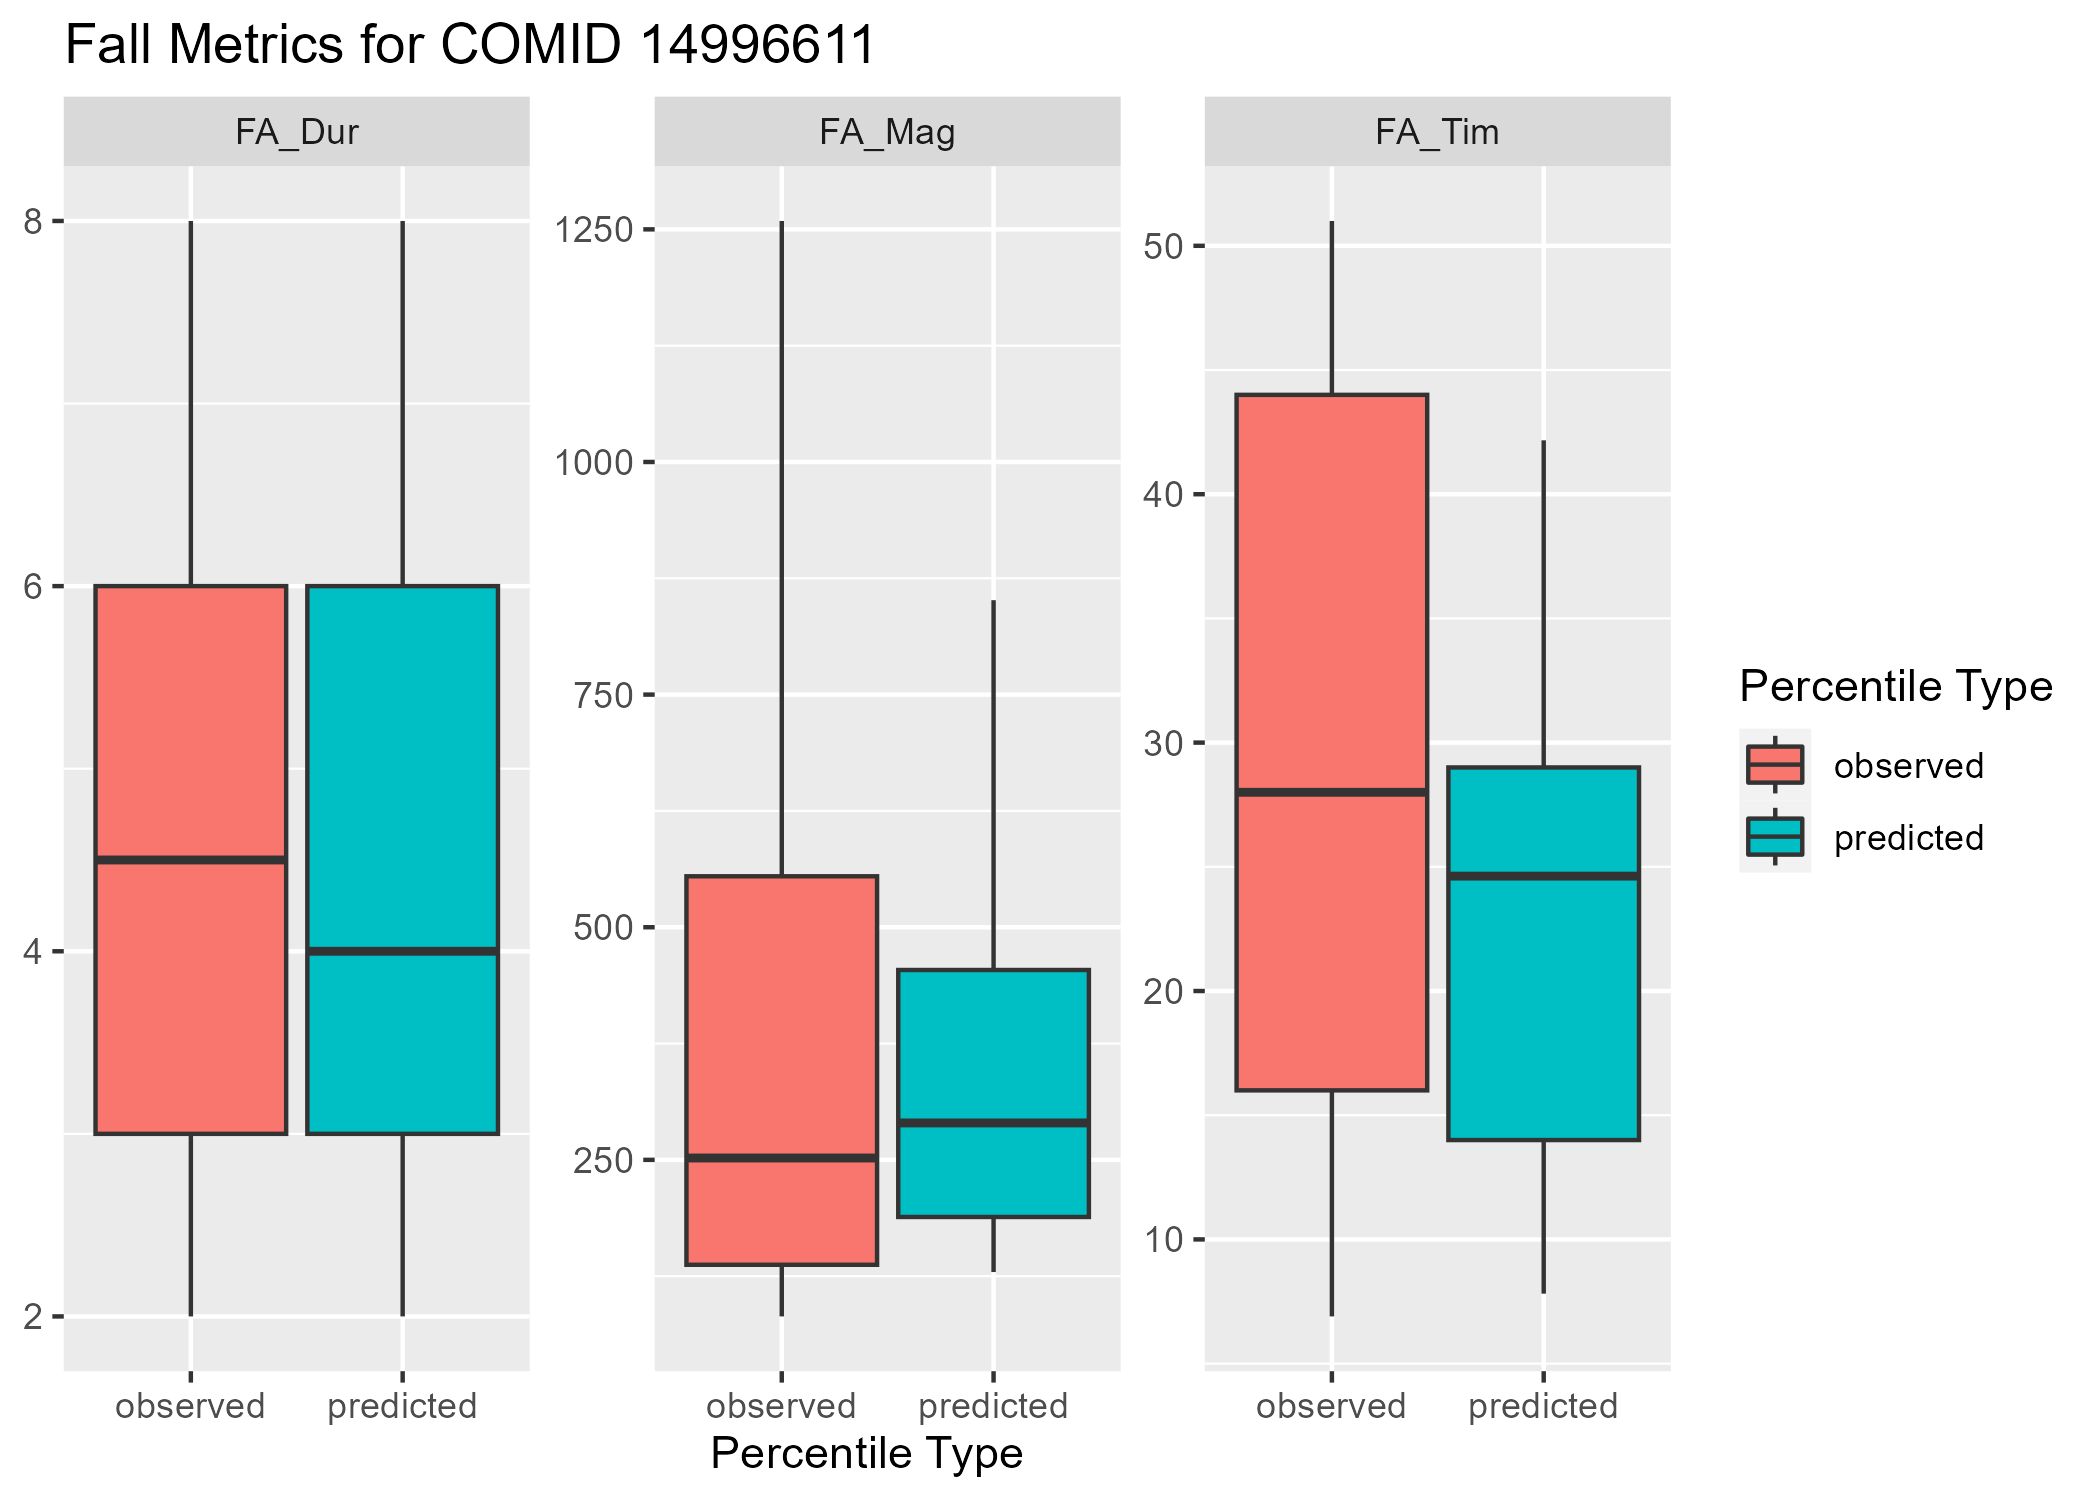 Fall Metrics for COMID 14996611
FA_Dur
FA_Mag
FA_Tim
8
6
4
2
1250
1000
750
500
250
50
40
30
20
10
observed predicted
observed predicted
observed predicted
Percentile Type
Percentile Type
observed
predicted